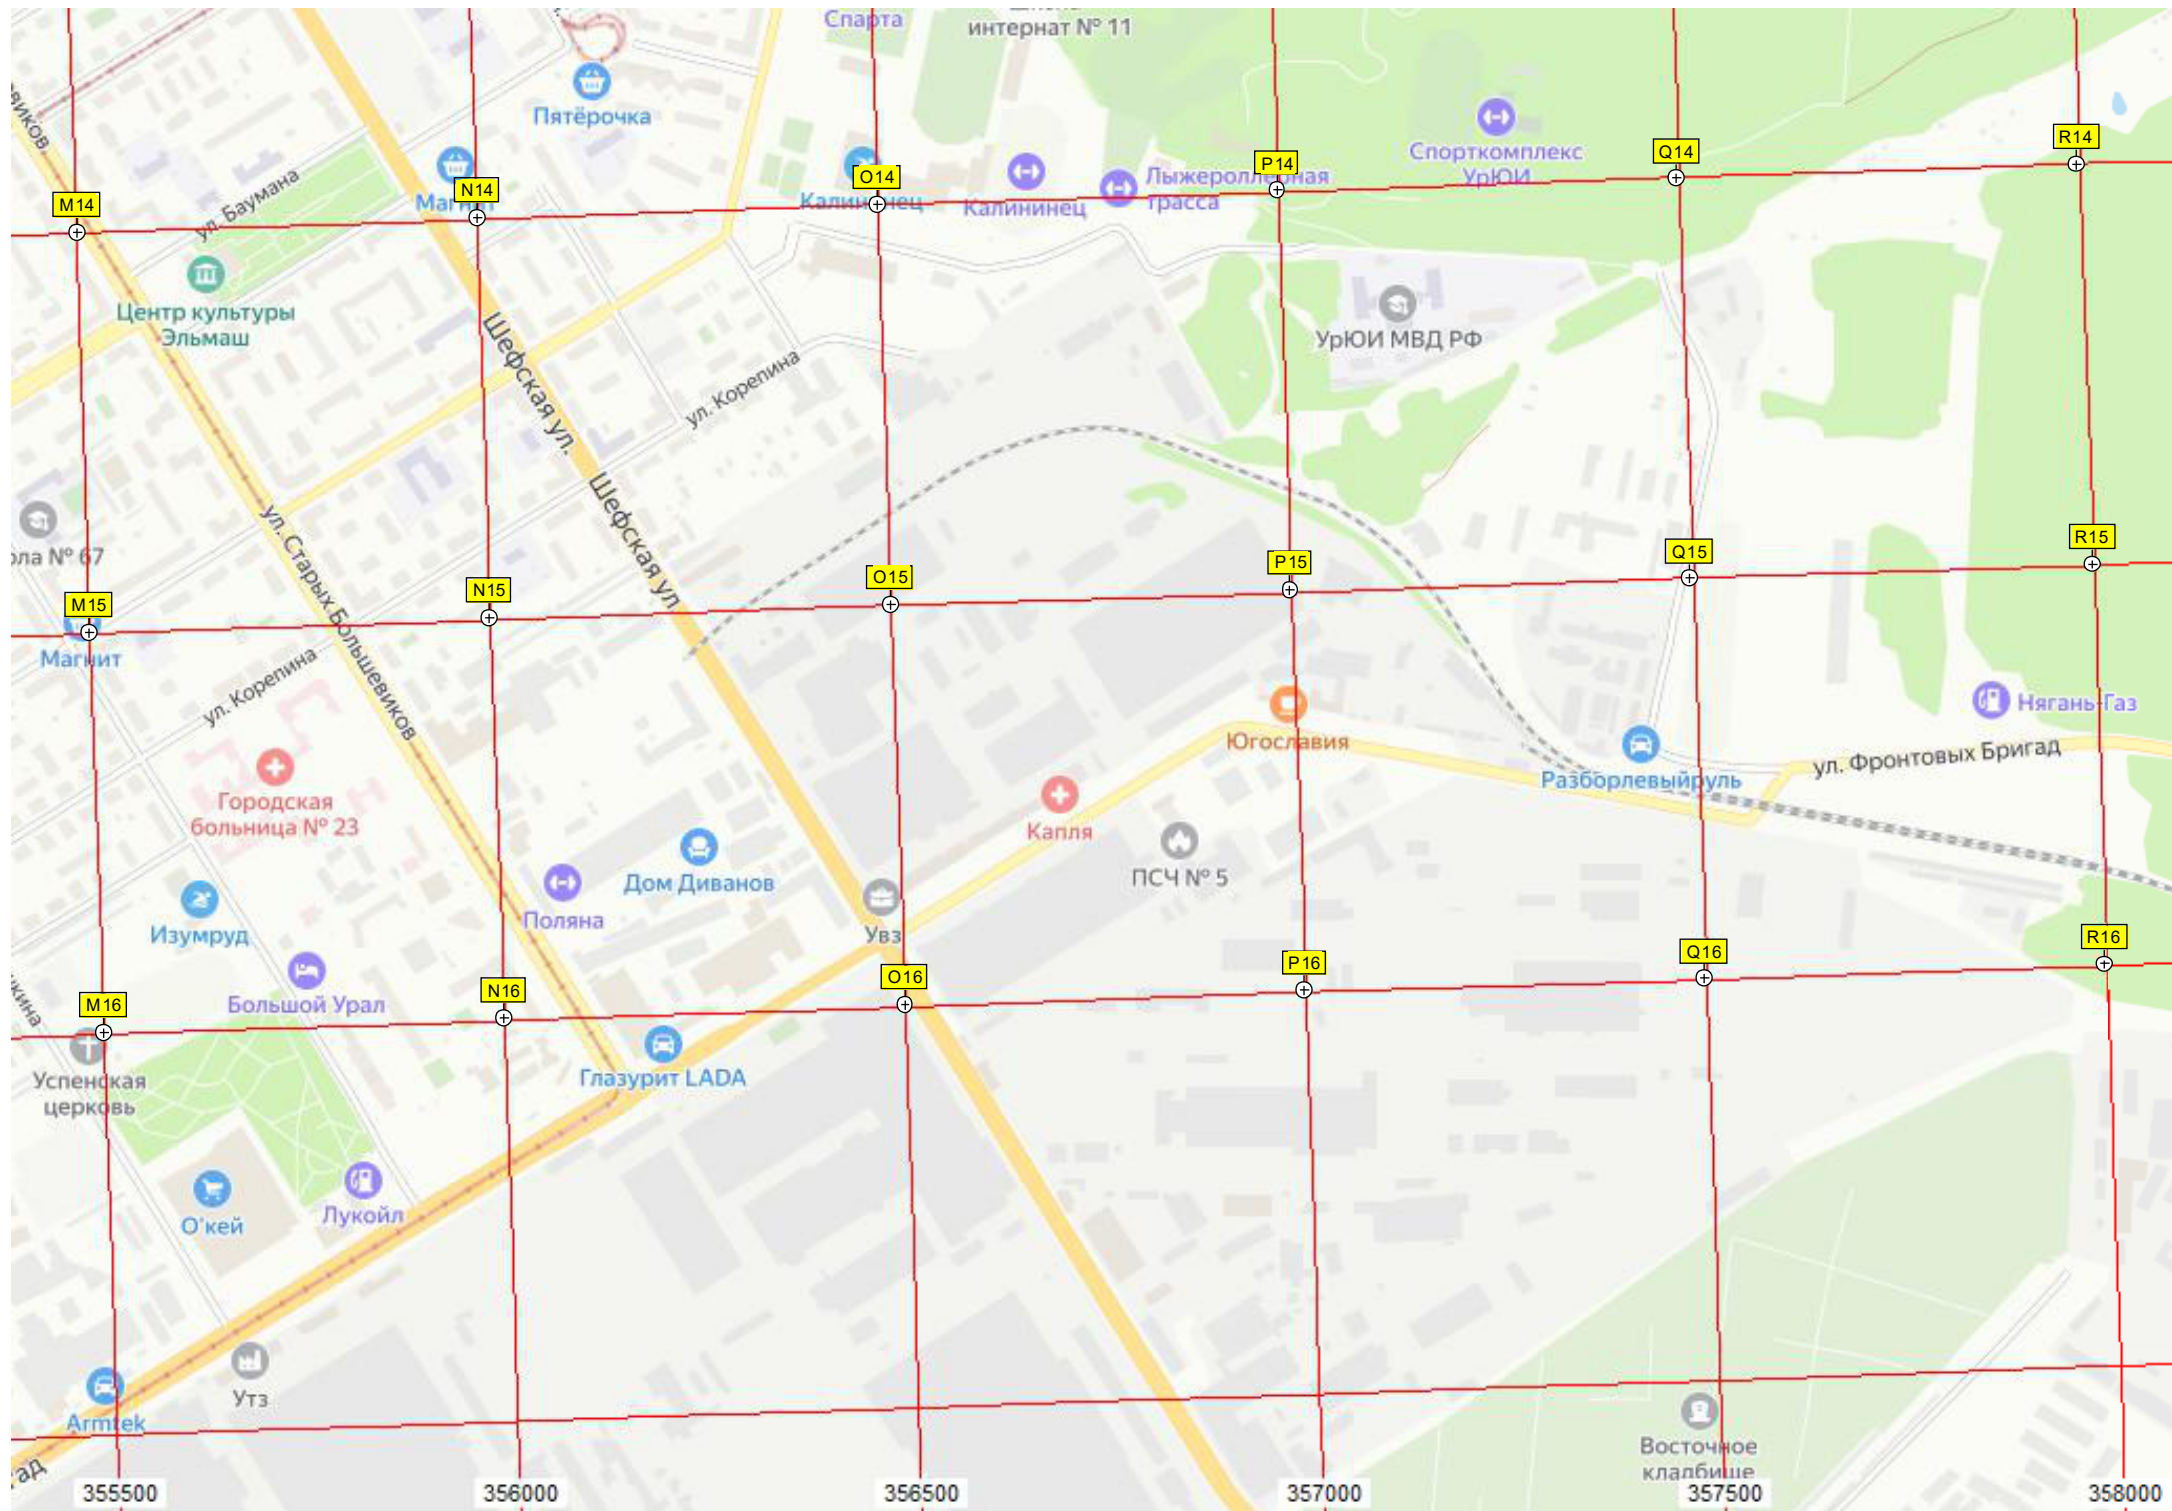 Спарта
интернат № 11
Пятёрочка
виков
R14
Спорткомплекс
УрЮИ
Q14
P14
Лыжероллерная
трасса
O14
Калининец
Калининец
N14
Магнит
M14
ул. Баумана
Центр культуры
Эльмаш
УрЮИ МВД РФ
Шефская ул.
ул. Корепина
Шефская ул
ул. Старых Большевиков
ола № 67
R15
Q15
P15
O15
N15
M15
Магнит
ул. Корепина
Нягань-Газ
Югославия
ул. Фронтовых Бригад
Разборлевыйруль
Городская
больница № 23
Капля
ПСЧ № 5
Дом Диванов
Поляна
Увз
Изумруд
R16
Q16
P16
O16
N16
M16
Большой Урал
кина
Глазурит LADA
Успенская
церковь
Лукойл
О'кей
Утз
Armtek
гад
Восточное
кладбище
355500
356000
356500
357000
357500
358000